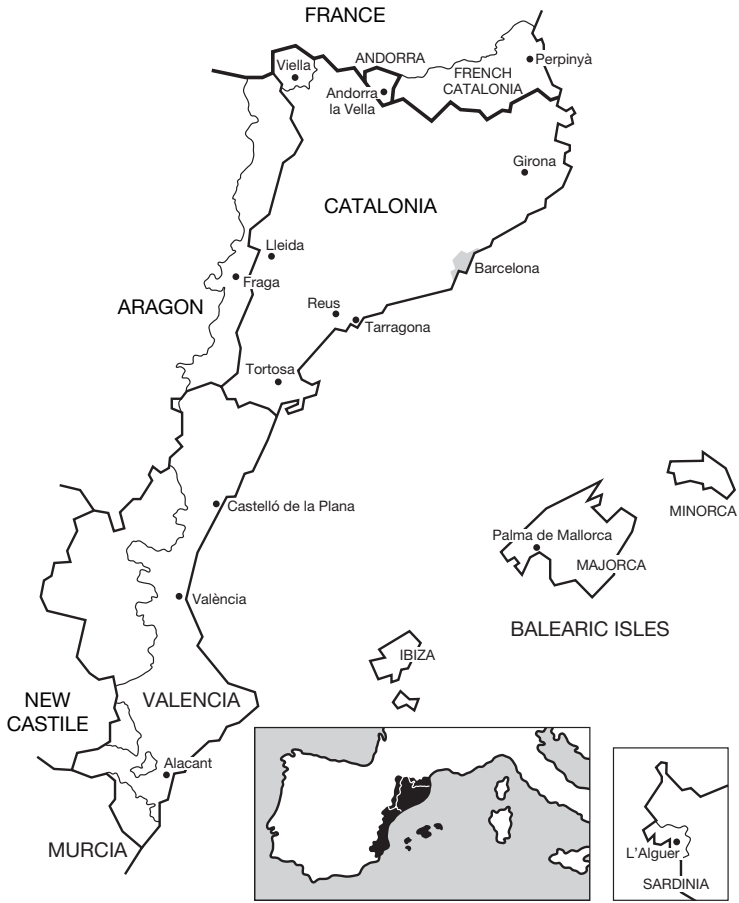 FRANCE
ANDORRA
Viella
Perpinyà
FRENCH
CATALONIA
Andorra
la Vella
Girona
CATALONIA
Lleida
Barcelona
Fraga
ARAGON
Reus
Tarragona
Tortosa
Castelló de la Plana
MINORCA
Palma de Mallorca
MAJORCA
València
BALEARIC ISLES
IBIZA
NEW
CASTILE
VALENCIA
Alacant
MURCIA
L'Alguer
SARDINIA